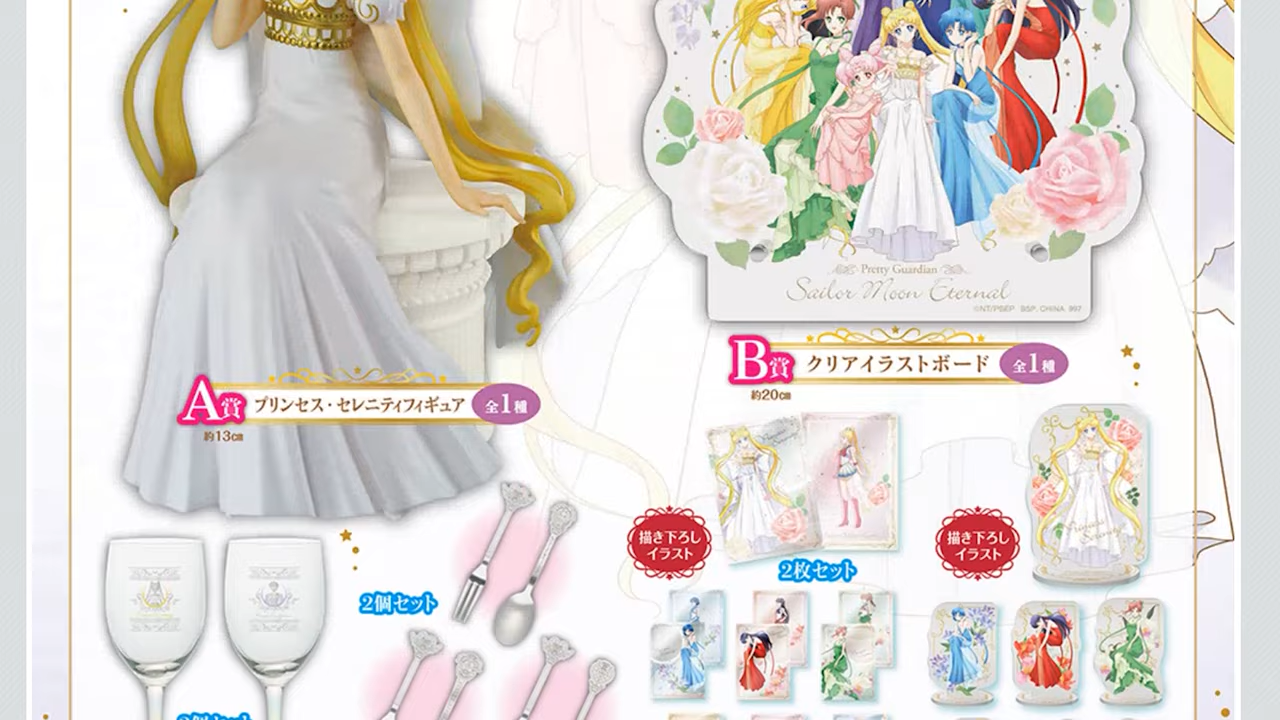 Pretty Guardian
Sailor Moon Eternal
©NT/PBEP BSP, CHINA 997
B賞 クリアイラストボード 全1種
約20㎝
A賞 プリンセス・セレニティフィギュア 全1種
約13㎝
描き下ろし
イラスト
描き下ろし
イラスト
2枚セット
2個セット